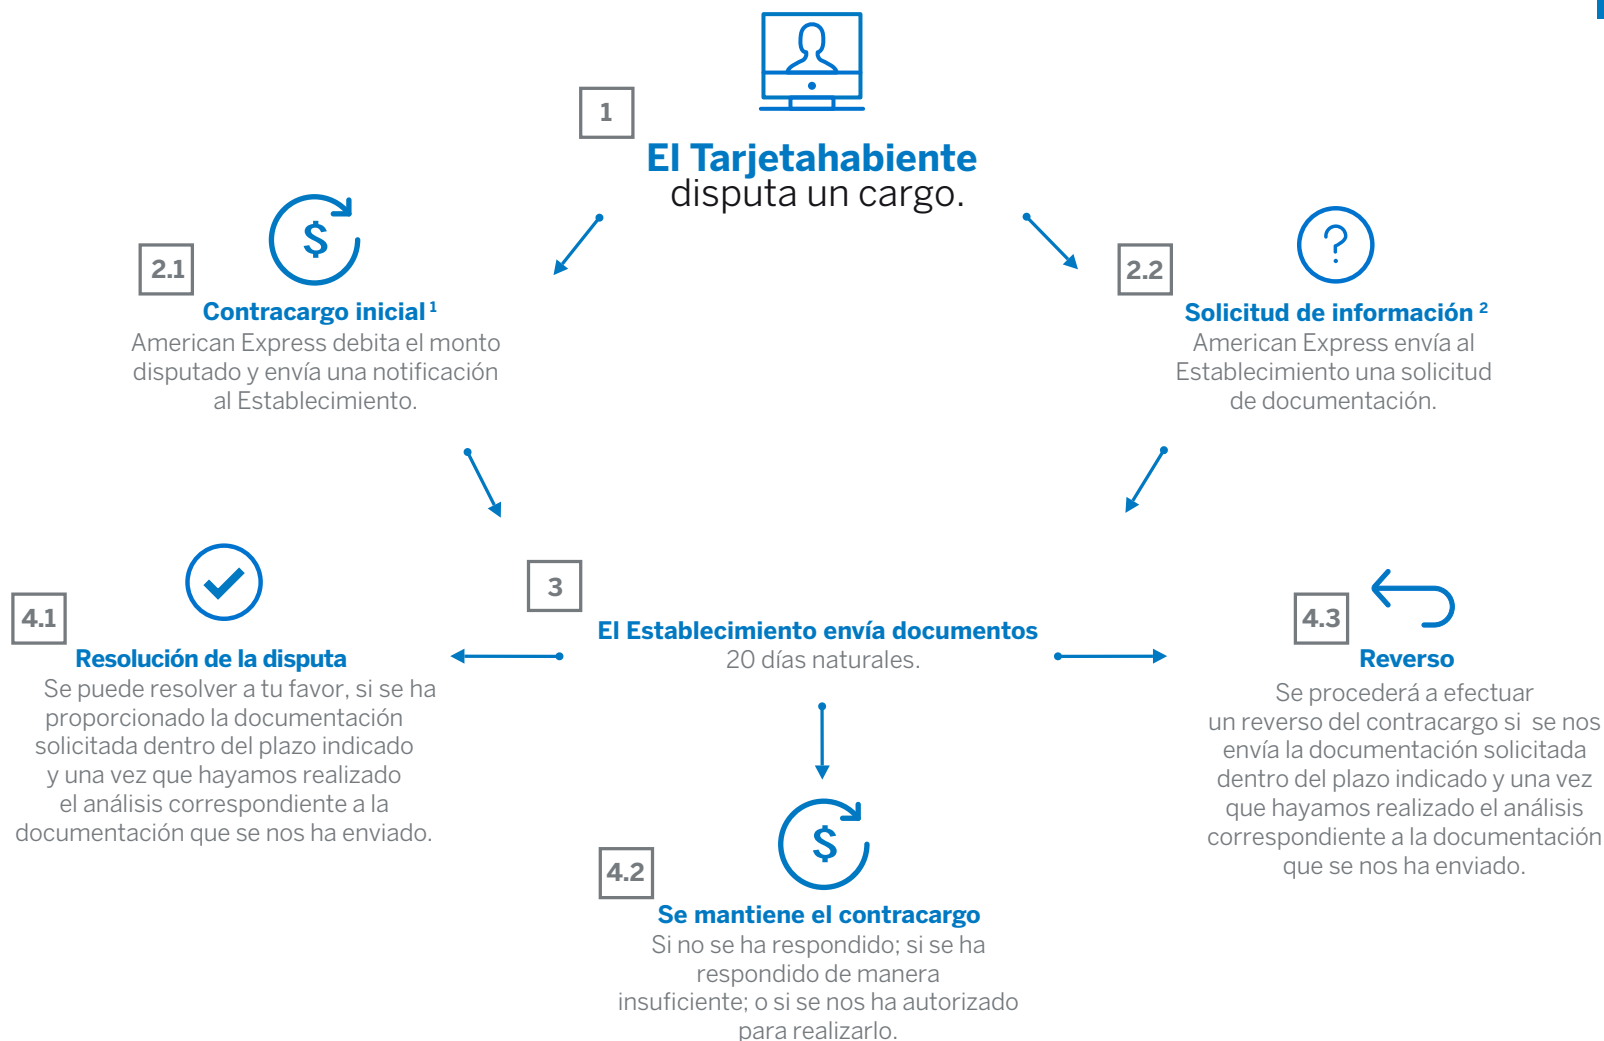 1
El Tarjetahabiente
disputa un cargo.
2.1
Contracargo inicial ¹
American Express debita el monto
disputado y envía una notificación
al Establecimiento.
2.2
Solicitud de información ²
American Express envía al
Establecimiento una solicitud
de documentación.
3
El Establecimiento envía documentos
20 días naturales.
4.1
Resolución de la disputa
Se puede resolver a tu favor, si se ha
proporcionado la documentación
solicitada dentro del plazo indicado
y una vez que hayamos realizado
el análisis correspondiente a la
documentación que se nos ha enviado.
4.2
Se mantiene el contracargo
Si no se ha respondido; si se ha
respondido de manera
insuficiente; o si se nos ha autorizado
para realizarlo.
4.3
Reverso
Se procederá a efectuar
un reverso del contracargo si se nos
envía la documentación solicitada
dentro del plazo indicado y una vez
que hayamos realizado el análisis
correspondiente a la documentación
que se nos ha enviado.